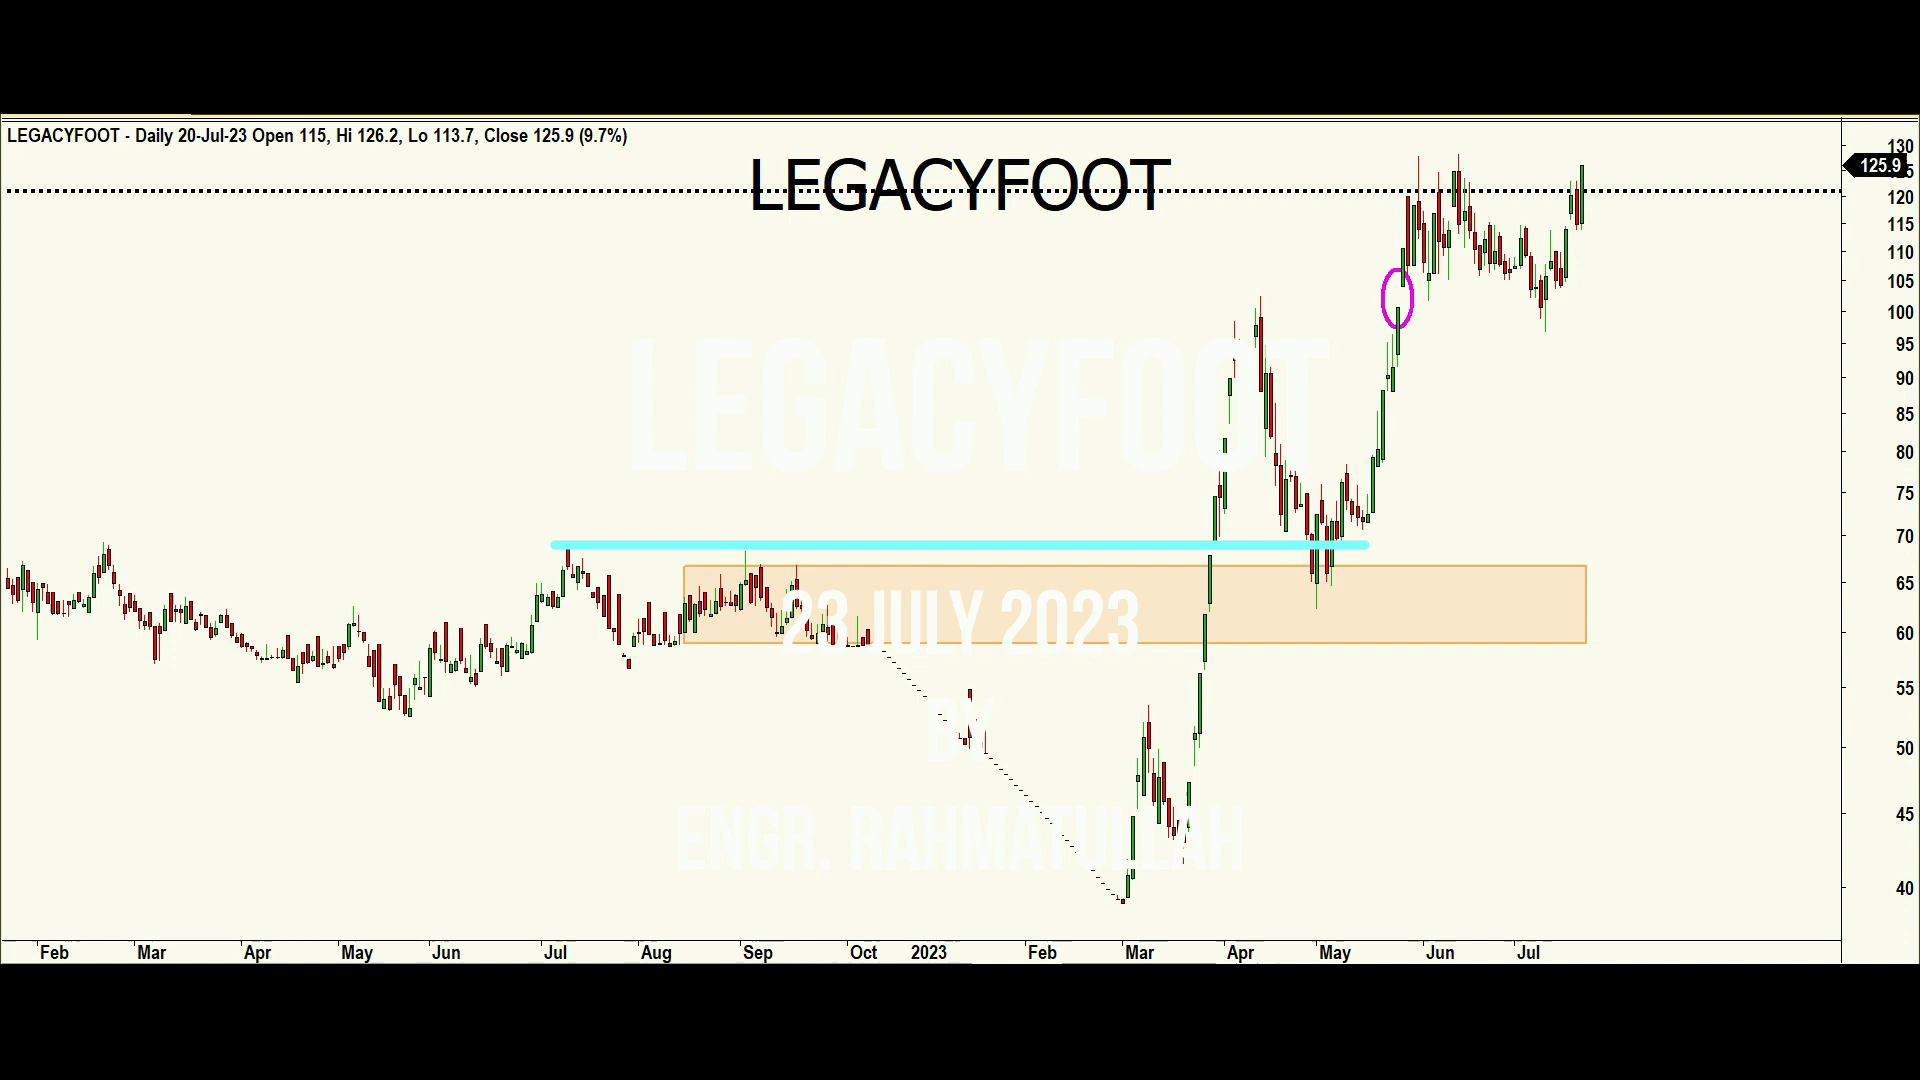 LEGACYFOOT - Daily 20-Jul-23 Open 115, Hi 126.2, Lo 113.7, Close 125.9 (9.7%)
LEGACYFOOT
LEGACYFOOT
23 JULY 2023
BY
ENGR. RAHMATULLAH
130
125.9
120
115
110
105
100
95
90
85
80
75
70
65
60
55
50
45
40
Feb Mar Apr May Jun Jul Aug Sep Oct 2023 Feb Mar Apr May Jun Jul